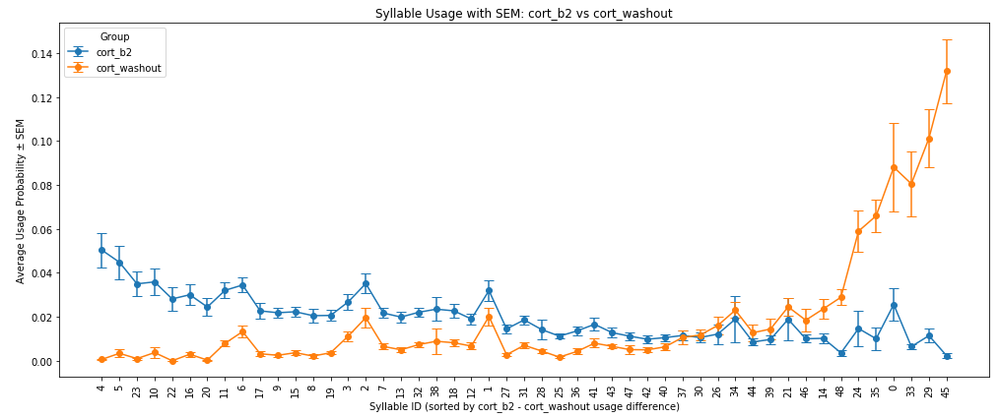 Syllable Usage with SEM: cort_b2 vs cort_washout
Group
cort_b2
cort_washout
Average Usage Probability ± SEM
0.14
0.12
0.10
0.08
0.06
0.04
0.02
0.00
4 5 23 10 22 16 20 11 6 17 9 15 8 19 3 2 7 13 32 38 18 12 1 27 31 28 25 36 41 43 47 42 40 37 30 26 34 44 39 21 46 14 48 24 35 0 33 29 45
Syllable ID (sorted by cort_b2 - cort_washout usage difference)